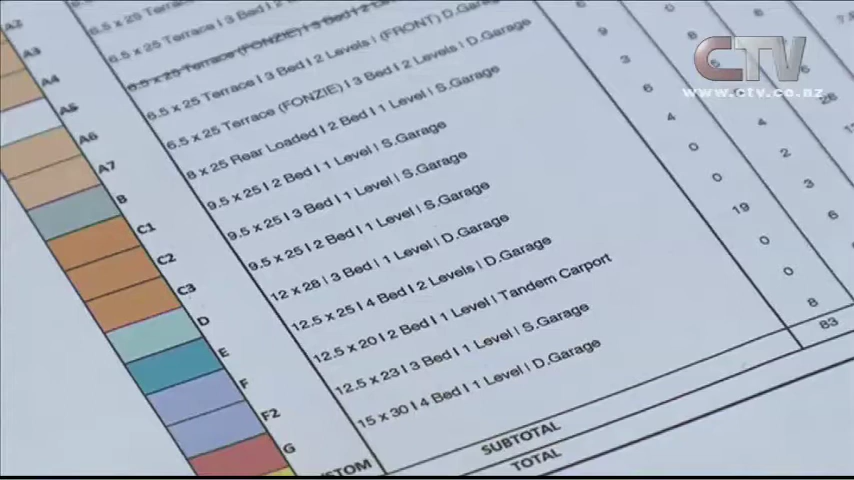 CTV
www.ctv.co.nz
A2
6.5 x 25 Terrace (FONZIE) I 3 Bed I 2
A3
6.5 x 25 Terrace I 3 Bed I 2 Levels I (FRONT) D.Garage
A4
6.5 x 25 Terrace (FONZIE) I 3 Bed I 2 Levels I D.Garage
A5
8 x 25 Rear Loaded I 2 Bed I 1 Level I S.Garage
A6
9.5 x 25 I 2 Bed I 1 Level I S.Garage
A7
9.5 x 25 I 3 Bed I 1 Level I S.Garage
B
9.5 x 25 I 2 Bed I 1 Level I S.Garage
C1
12 x 28 I 3 Bed I 1 Level I D.Garage
C2
12.5 x 25 I 4 Bed I 2 Levels I D.Garage
C3
12.5 x 20 I 2 Bed I 1 Level I Tandem Carport
D
12.5 x 23 I 3 Bed I 1 Level I S.Garage
E
15 x 30 I 4 Bed I 1 Level I D.Garage
F
F2
G
SUBTOTAL
TOTAL
9
3
6
4
0
0
19
0
0
8
83
6
28
4
2
3
6